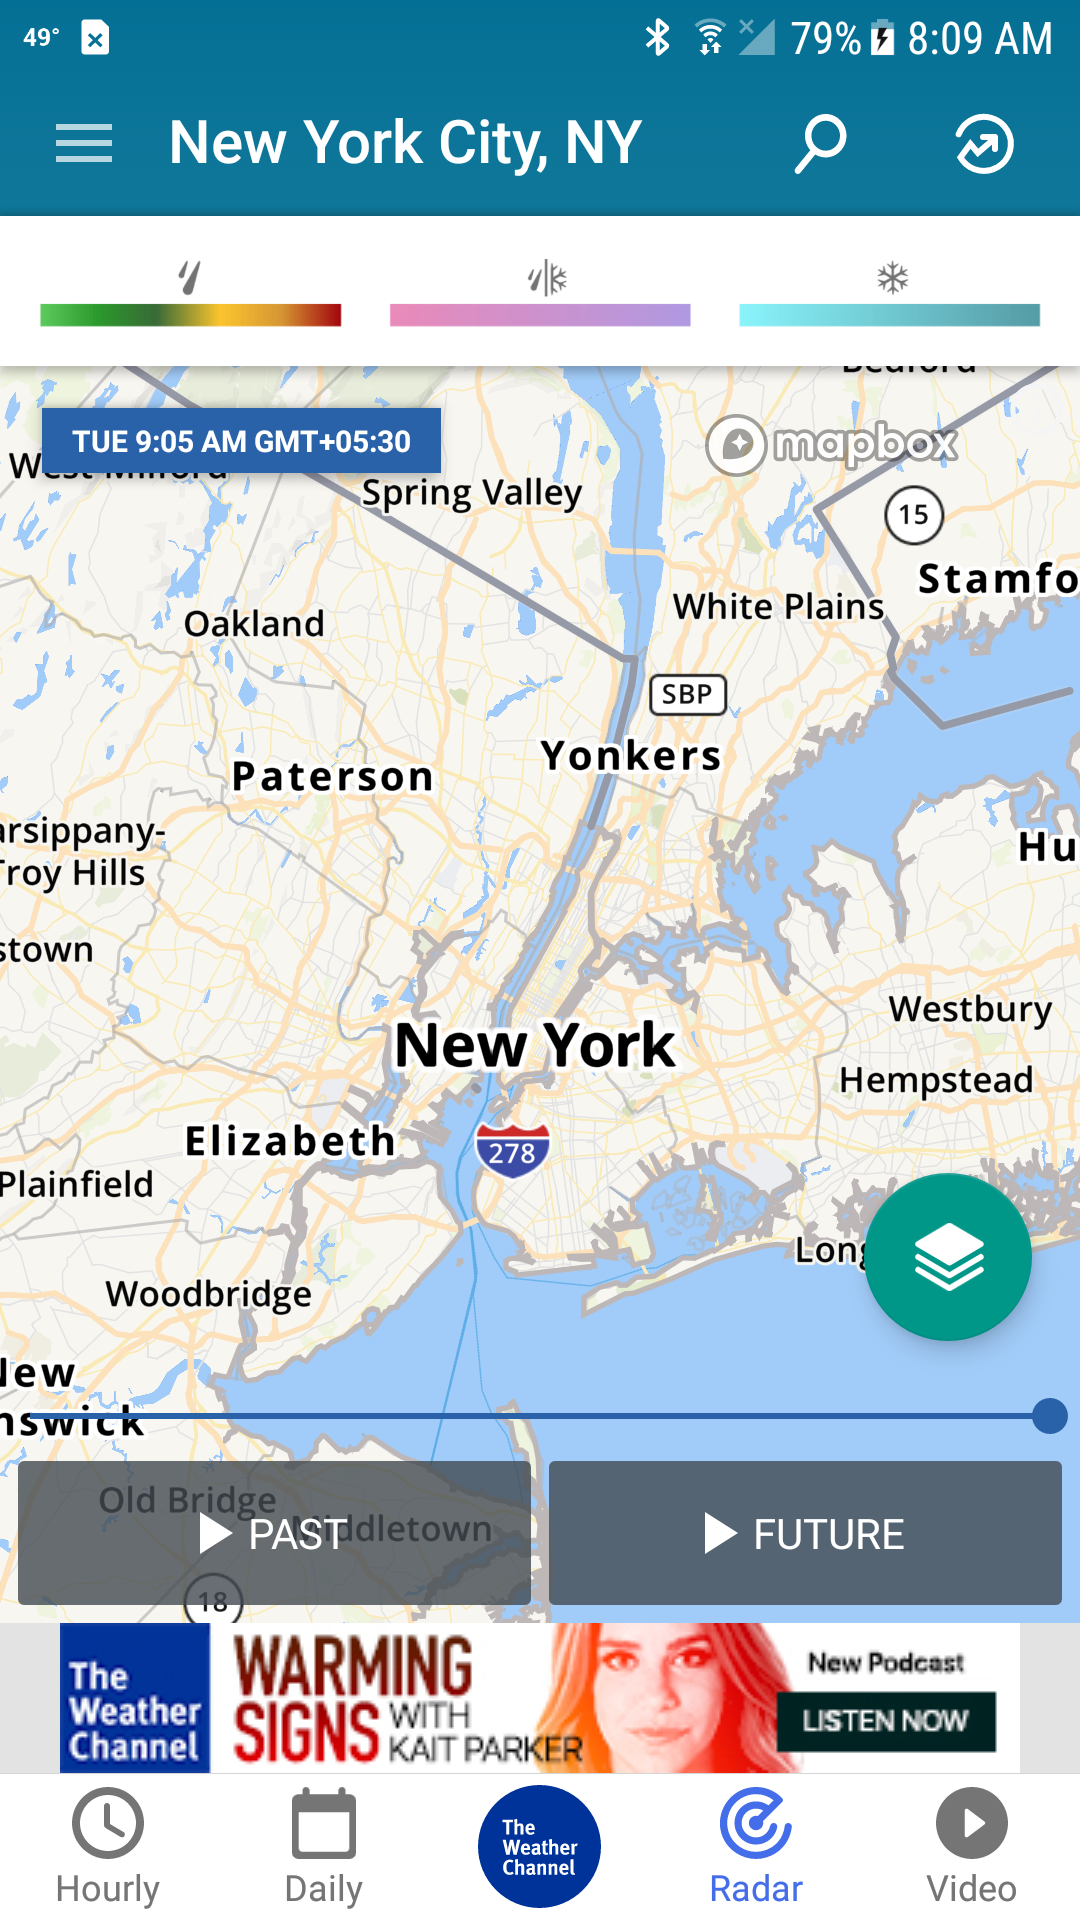 49°
79% 8:09 AM
New York City, NY
TUE 9:05 AM GMT+05:30
mapbox
Spring Valley
15
Stamfo
White Plains
Oakland
SBP
Yonkers
Paterson
arsippany-
Troy Hills
Hu
stown
Westbury
New York
Hempstead
Elizabeth
278
Plainfield
Long
Woodbridge
New
nswick
Old Bridge
Middletown
PAST
FUTURE
18
The
Weather
Channel
WARMING
SIGNS WITH
KAIT PARKER
New Podcast
LISTEN NOW
Hourly
Daily
The
Weather
Channel
Radar
Video